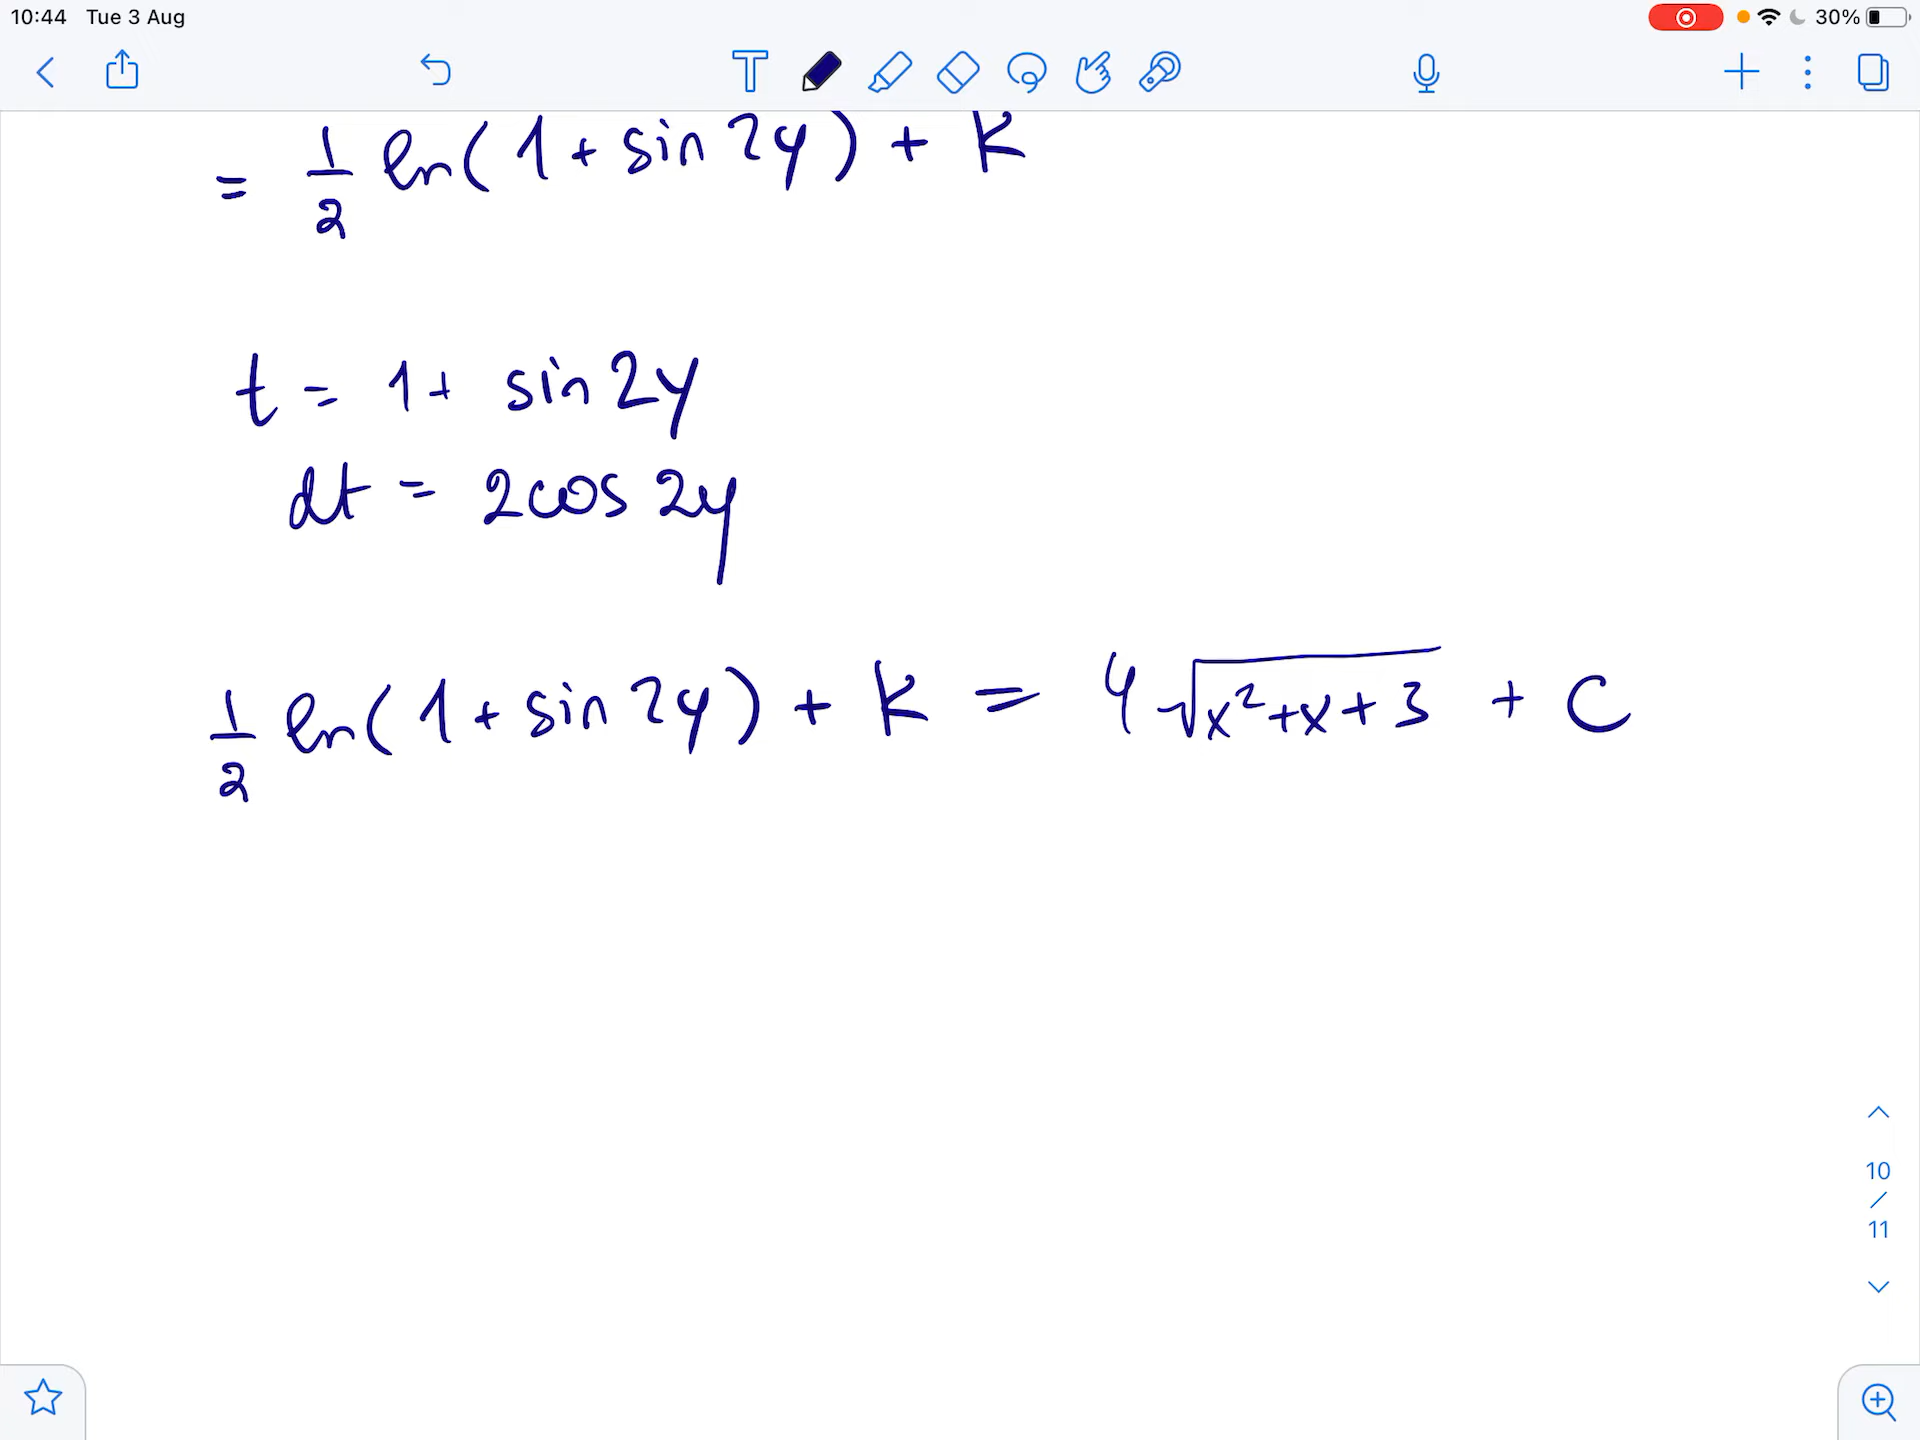 10:44 Tue 3 Aug 30%
T
= 1/2 ln(1 + sin 2y) + K
t = 1 + sin 2y
dt = 2cos 2y
1/2 ln(1 + sin 2y) + K = 4√(x² + x + 3) + C
10
/
11